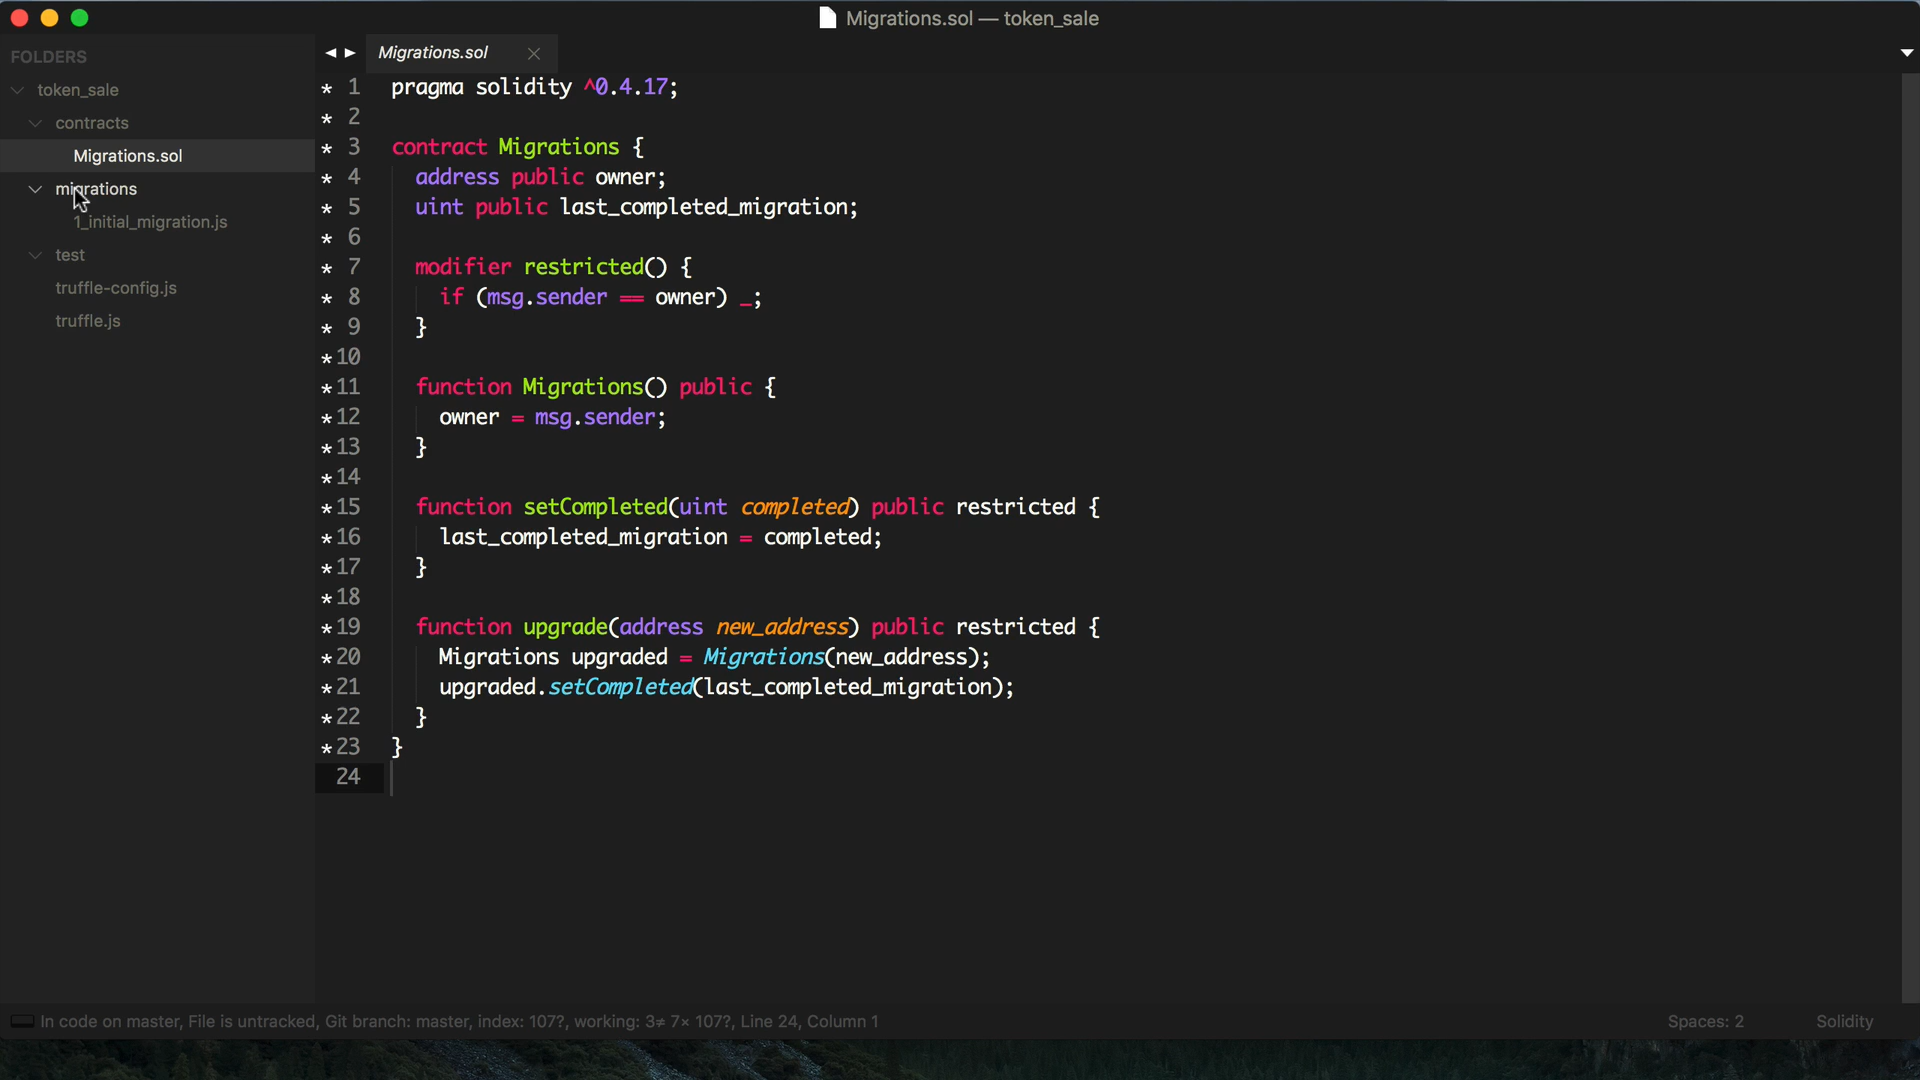 Migrations.sol — token_sale
FOLDERS
token_sale
contracts
Migrations.sol
migrations
1_initial_migration.js
test
truffle-config.js
truffle.js
Migrations.sol
* 1 pragma solidity ^0.4.17;
* 2
* 3 contract Migrations {
* 4   address public owner;
* 5   uint public last_completed_migration;
* 6
* 7   modifier restricted() {
* 8     if (msg.sender == owner) _;
* 9   }
*10
*11   function Migrations() public {
*12     owner = msg.sender;
*13   }
*14
*15   function setCompleted(uint completed) public restricted {
*16     last_completed_migration = completed;
*17   }
*18
*19   function upgrade(address new_address) public restricted {
*20     Migrations upgraded = Migrations(new_address);
*21     upgraded.setCompleted(last_completed_migration);
*22   }
*23 }
24
In code on master, File is untracked, Git branch: master, index: 107?, working: 3≠ 7× 107?, Line 24, Column 1
Spaces: 2
Solidity